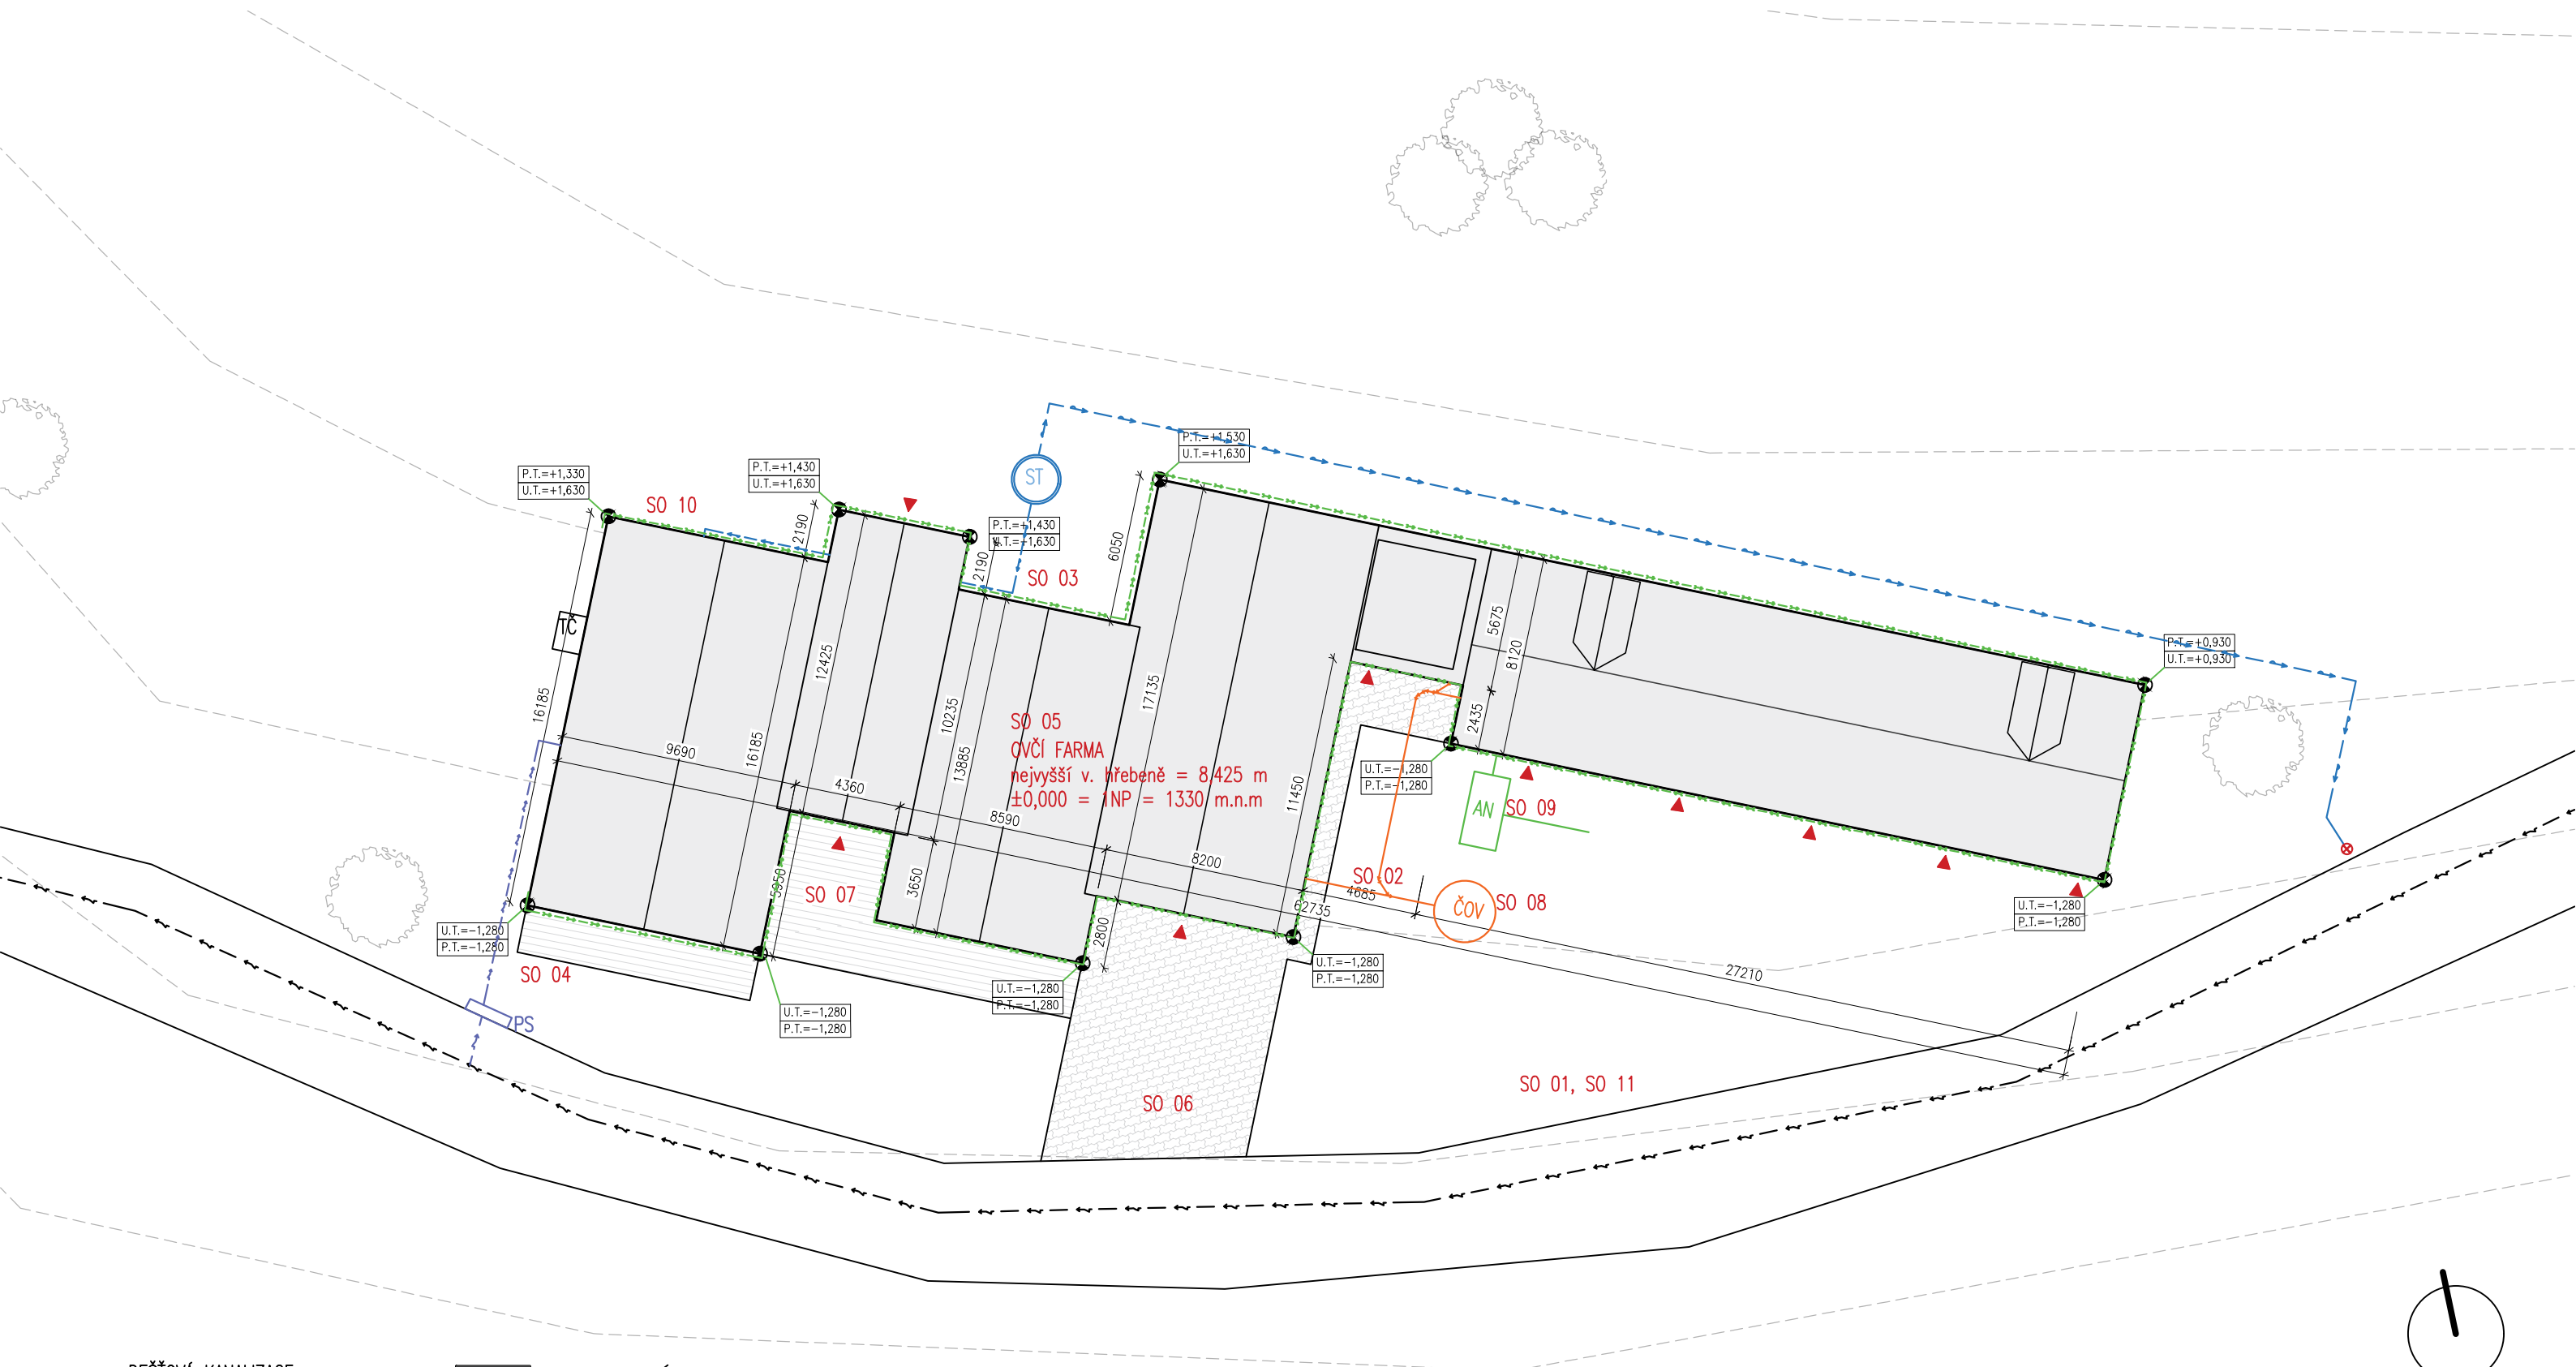 P.T.=+1,530
U.T.=+1,630
P.T.=+1,430
U.T.=+1,630
P.T.=+1,330
U.T.=+1,630
SO 10
ST
2190
P.T.=+1,430
U.T.=+1,630
6050
2190
SO 03
TČ
5675
8120
P.T.=+0,930
U.T.=+0,930
12425
17135
16185
10235
2435
SO 05
OVČÍ FARMA
nejvyšší v. hřebeně = 8,425 m
±0,000 = 1NP = 1330 m.n.m
9690
16185
13885
4360
11450
U.T.=-1,280
P.T.=-1,280
AN
SO 09
8590
8200
5950
SO 07
3650
SO 02
4685
62735
ČOV
SO 08
U.T.=-1,280
P.T.=-1,280
2800
U.T.=-1,280
P.T.=-1,280
SO 04
U.T.=-1,280
P.T.=-1,280
27210
U.T.=-1,280
P.T.=-1,280
PS
U.T.=-1,280
P.T.=-1,280
SO 01, SO 11
SO 06
DEŠŤOVÁ KANALIZACE